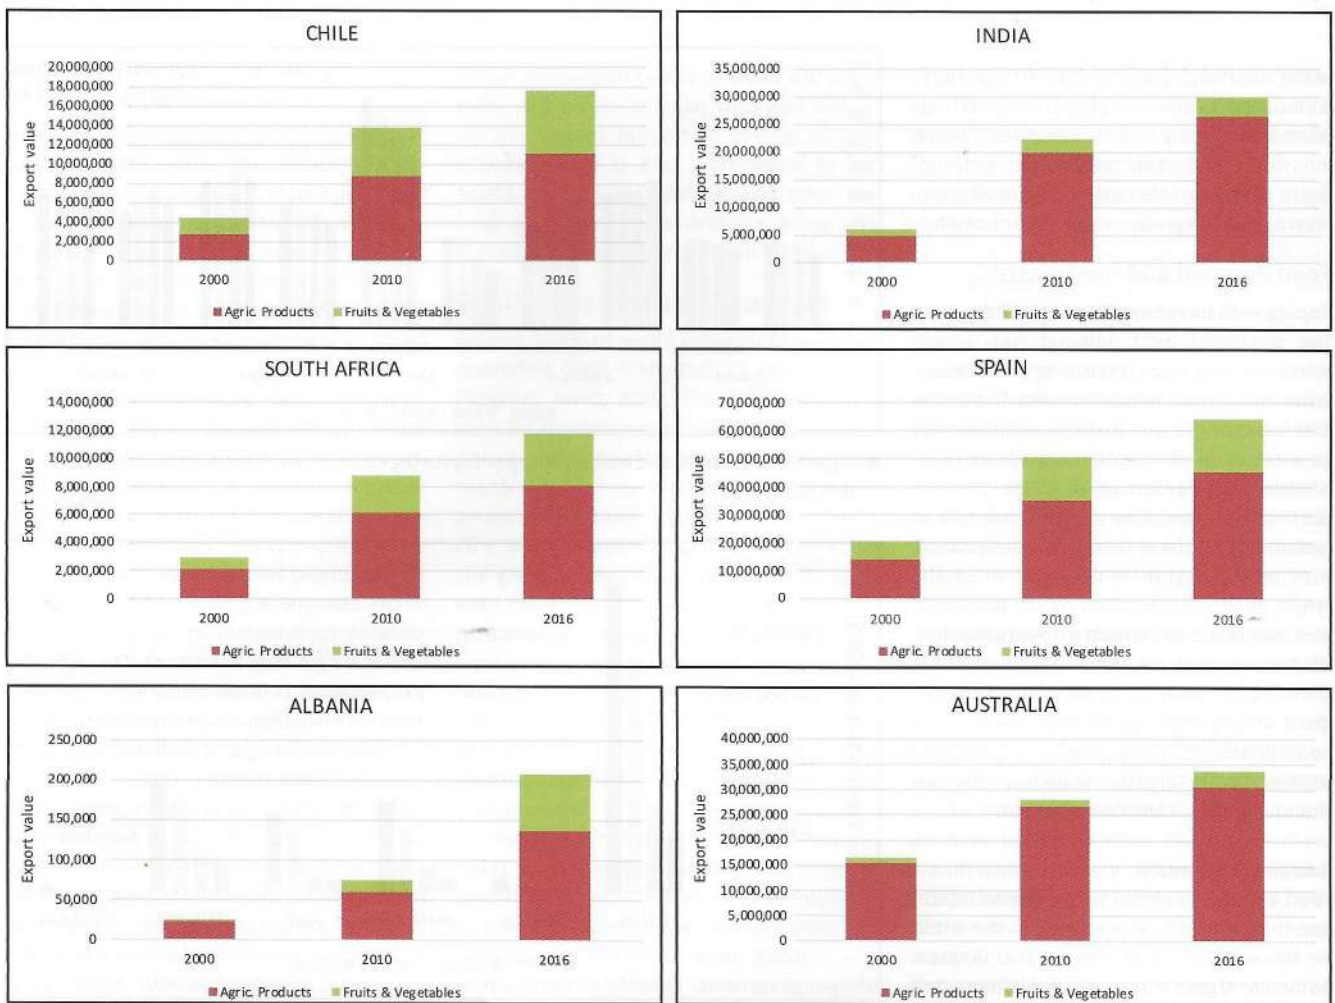 CHILE
Export value
20,000,000
18,000,000
16,000,000
14,000,000
12,000,000
10,000,000
8,000,000
6,000,000
4,000,000
2,000,000
0
2000
2010
2016
Agric. Products
Fruits & Vegetables
INDIA
Export value
35,000,000
30,000,000
25,000,000
20,000,000
15,000,000
10,000,000
5,000,000
0
2000
2010
2016
Agric. Products
Fruits & Vegetables
SOUTH AFRICA
Export value
14,000,000
12,000,000
10,000,000
8,000,000
6,000,000
4,000,000
2,000,000
0
2000
2010
2016
Agric. Products
Fruits & Vegetables
SPAIN
Export value
70,000,000
60,000,000
50,000,000
40,000,000
30,000,000
20,000,000
10,000,000
0
2000
2010
2016
Agric. Products
Fruits & Vegetables
ALBANIA
Export value
250,000
200,000
150,000
100,000
50,000
0
2000
2010
2016
Agric. Products
Fruits & Vegetables
AUSTRALIA
Export value
40,000,000
35,000,000
30,000,000
25,000,000
20,000,000
15,000,000
10,000,000
5,000,000
0
2000
2010
2016
Agric. Products
Fruits & Vegetables